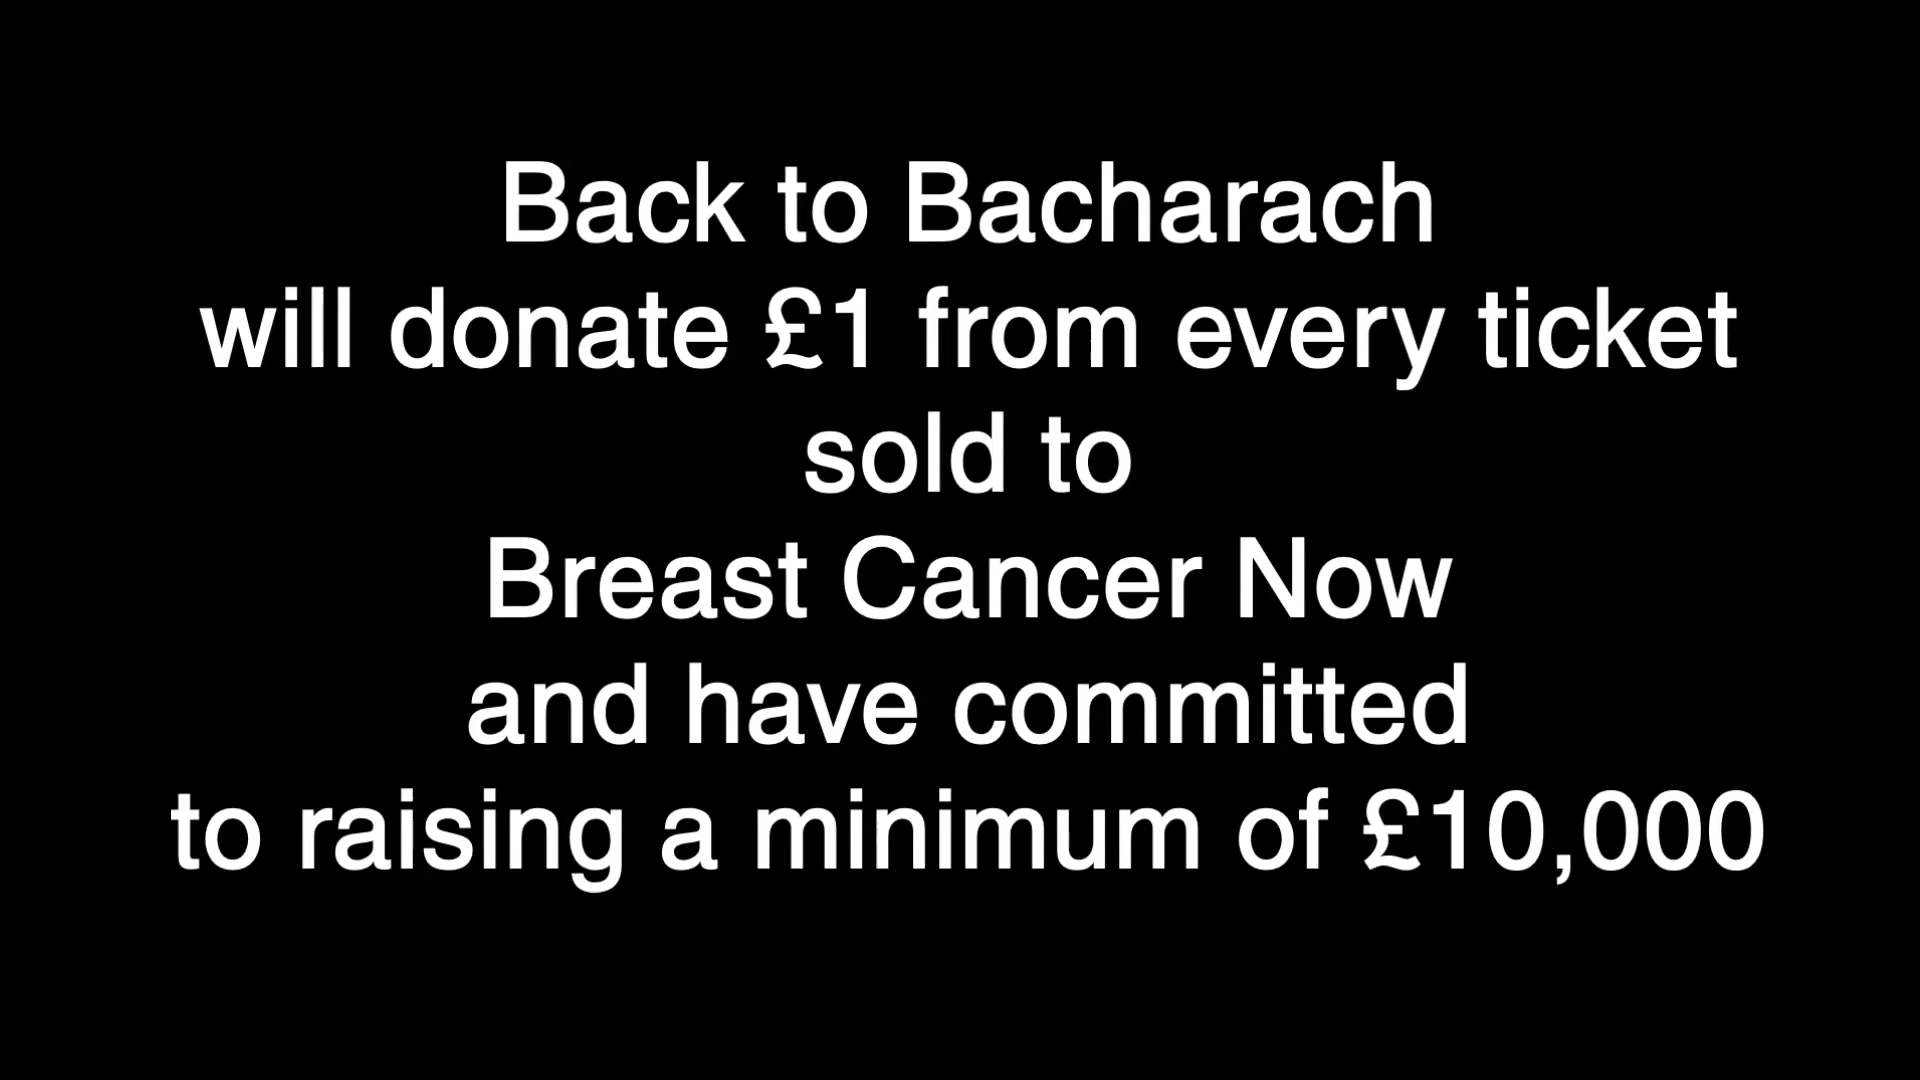 Back to Bacharach
will donate £1 from every ticket
sold to
Breast Cancer Now
and have committed
to raising a minimum of £10,000